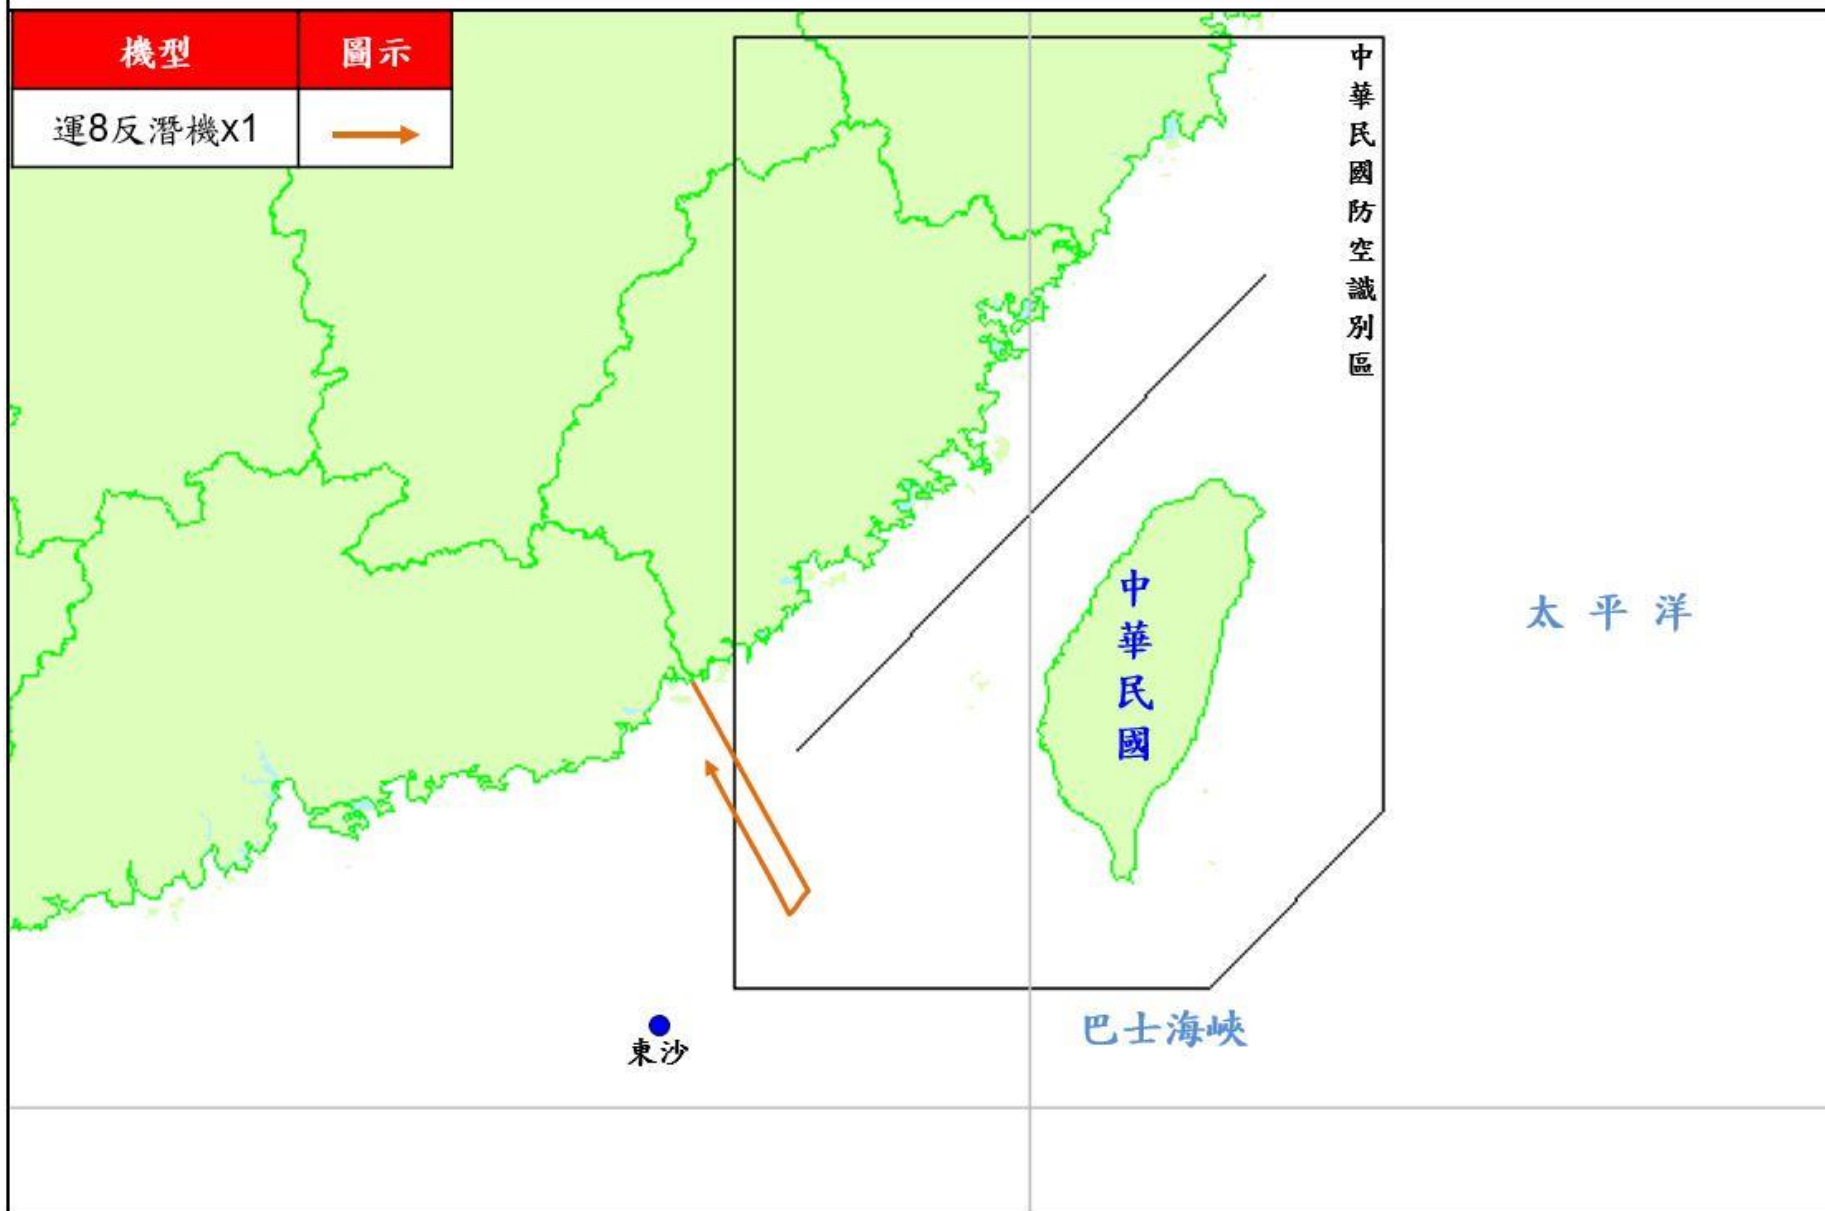 機型 圖示
運8反潛機x1
中華民國防空識別區
中華民國
太平洋
巴士海峽
東沙